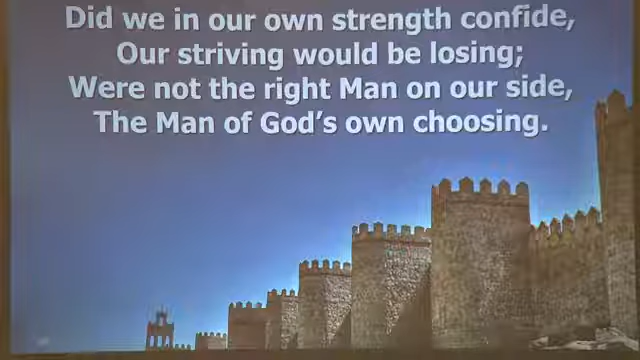 Did we in our own strength confide,
Our striving would be losing;
Were not the right Man on our side,
The Man of God's own choosing.